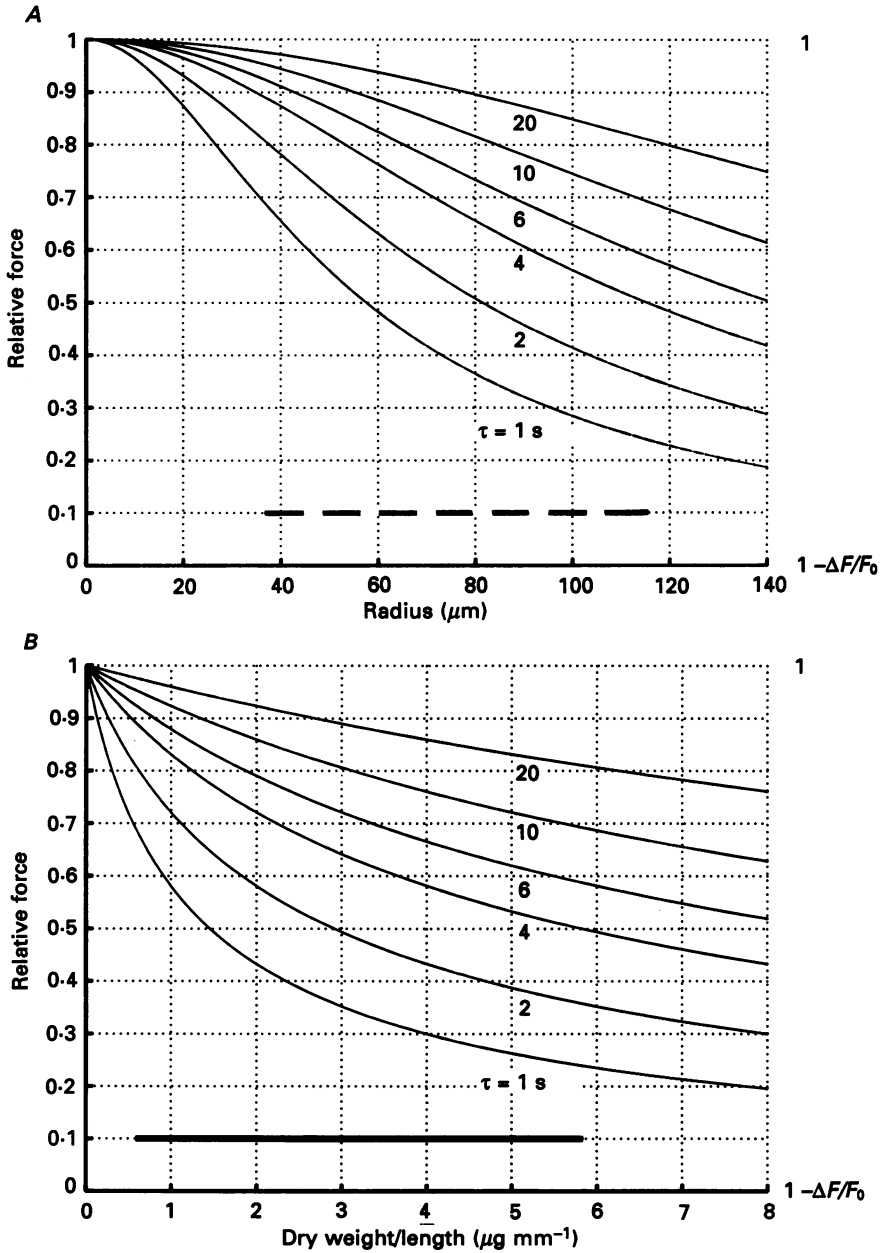 A
1
0·9
0·8
0·7
0·6
0·5
0·4
0·3
0·2
0·1
0
Relative force
1
20
10
6
4
2
τ = 1 s
0 20 40 60 80 100 120 140
1 –ΔF/F₀
Radius (μm)
B
1
0·9
0·8
0·7
0·6
0·5
0·4
0·3
0·2
0·1
0
Relative force
1
20
10
6
4
2
τ = 1 s
0 1 2 3 4 5 6 7 8
1 –ΔF/F₀
Dry weight/length (μg mm⁻¹)